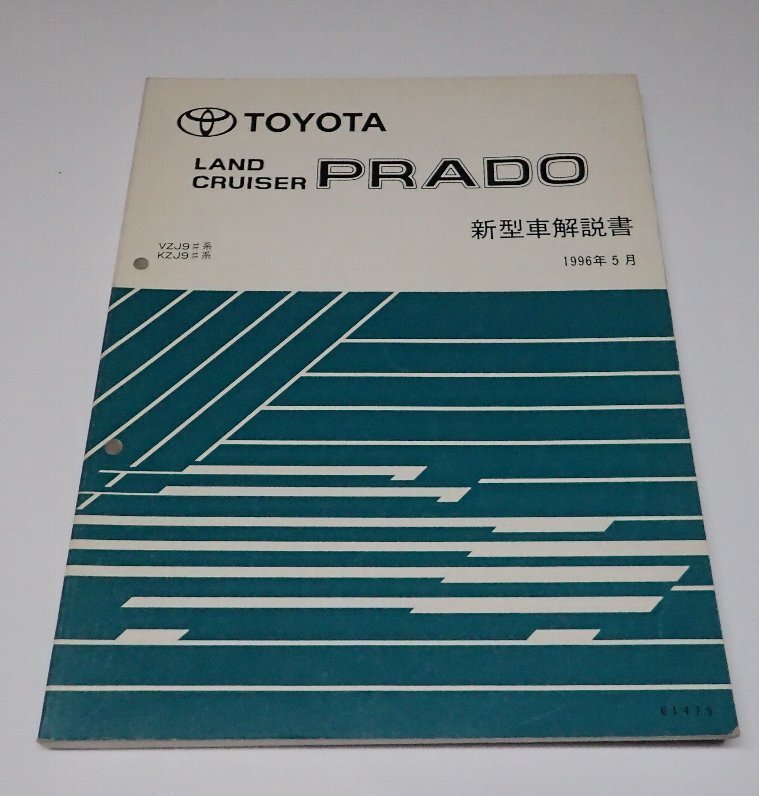 TOYOTA
LAND
CRUISER PRADO
新型車解説書
VZJ9#系
KZJ9#系
1996年5月
61479